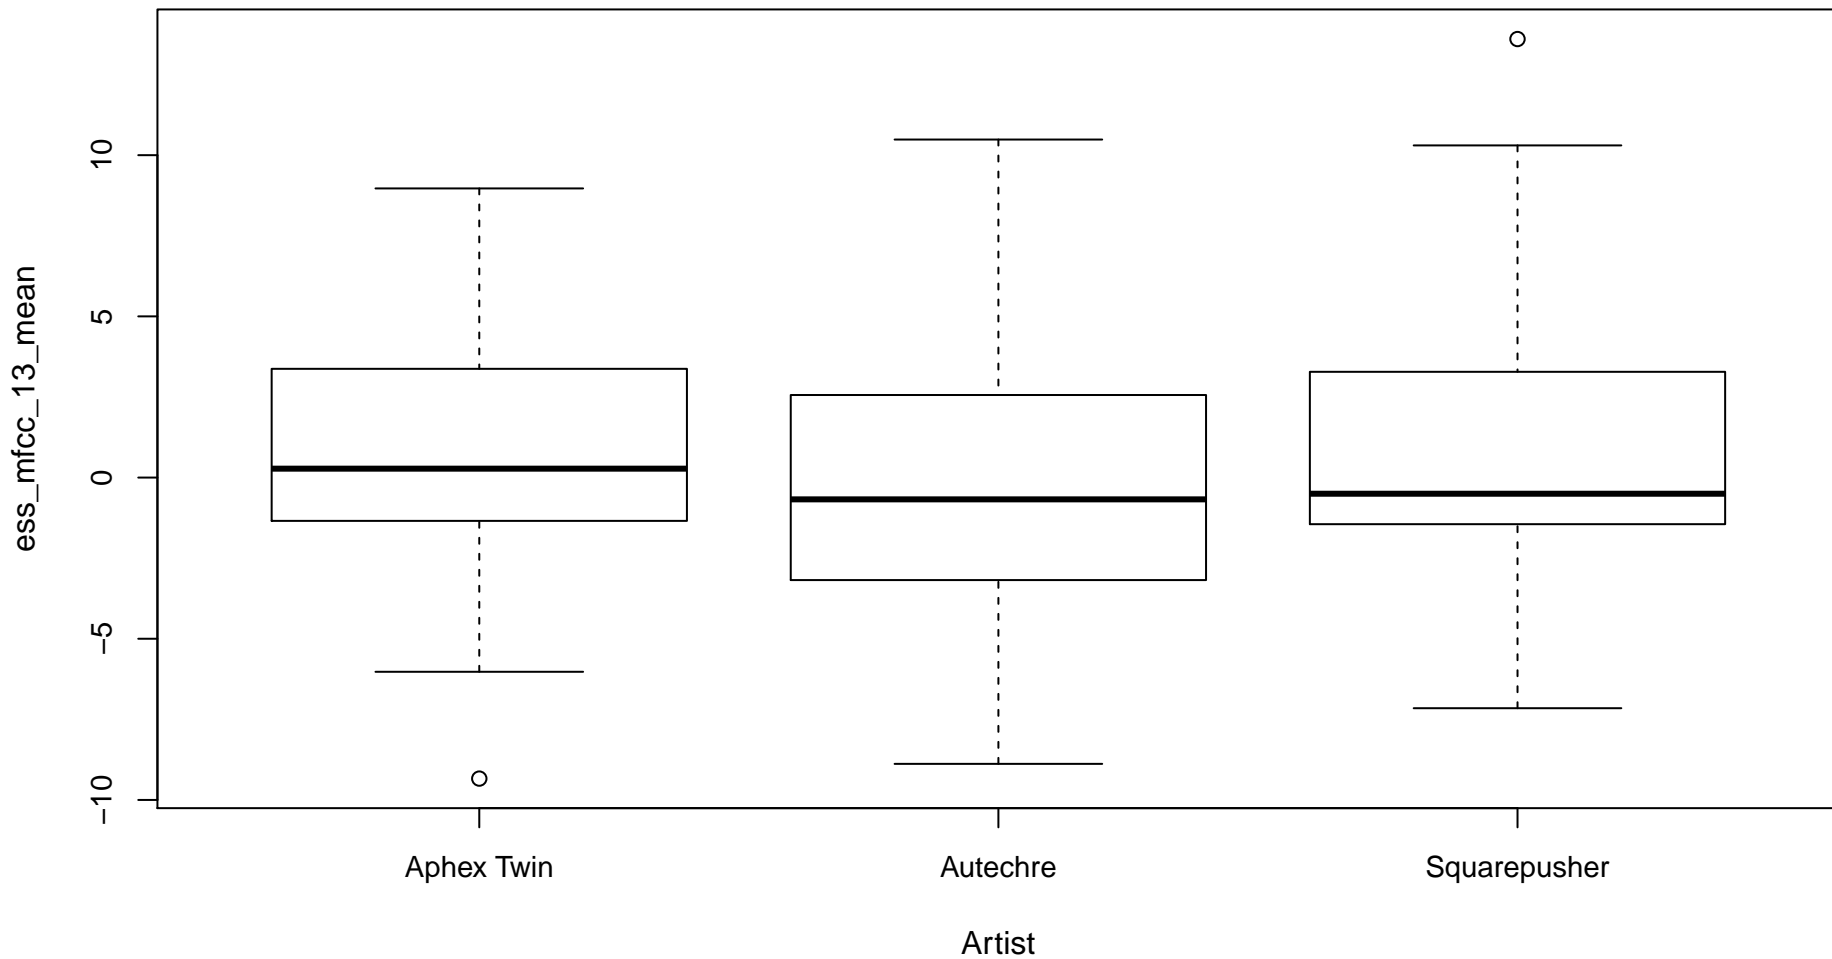 ess_mfcc_13_mean
10
5
0
−5
−10
Aphex Twin
Autechre
Squarepusher
Artist